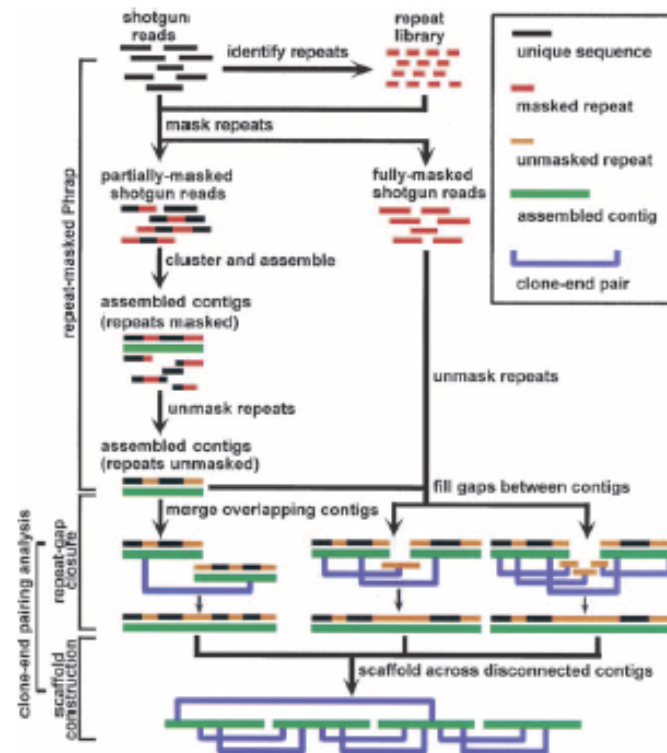 shotgun
reads
identify repeats
repeat
library
mask repeats
partially-masked
shotgun reads
fully-masked
shotgun reads
cluster and assemble
assembled contigs
(repeats masked)
unmask repeats
unmask repeats
assembled contigs
(repeats unmasked)
fill gaps between contigs
merge overlapping contigs
scaffold across disconnected contigs
repeat-masked Phrap
clone-end pairing analysis
repeat-gap
closure
scaffold
construction
unique sequence
masked repeat
unmasked repeat
assembled contig
clone-end pair